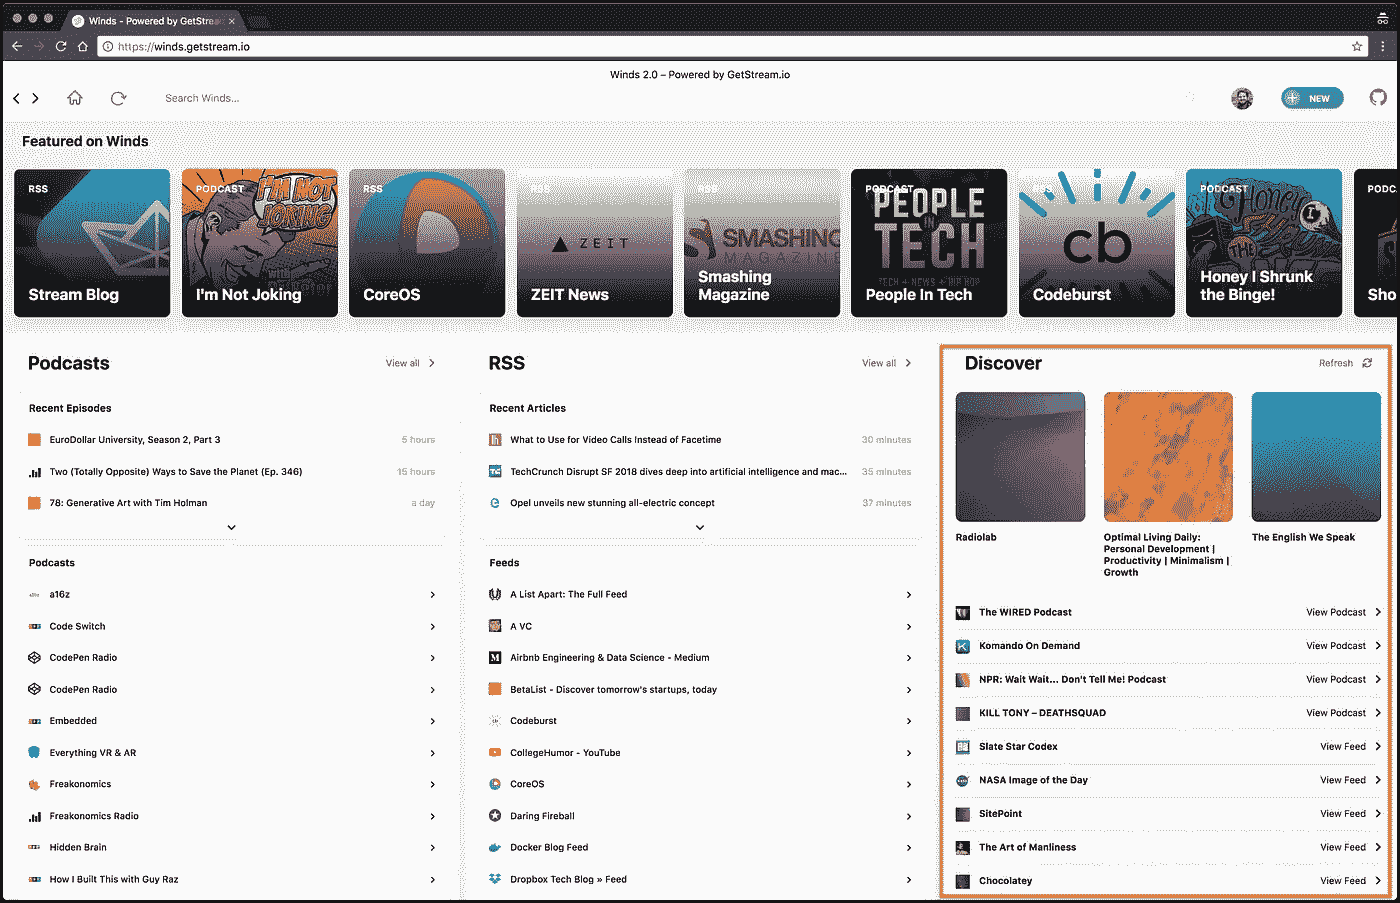 Winds - Powered by GetStrea
https://winds.getstream.io
Winds 2.0 – Powered by GetStream.io
Search Winds...
NEW
Featured on Winds
RSS
Stream Blog
PODCAST
I'M NOT JOKING
with
I'm Not Joking
RSS
CoreOS
RSS
ZEIT
ZEIT News
RSS
SMASHING
MAGAZINE
Smashing
Magazine
PODCAST
PEOPLE
IN
TECH
TECH + NEWS + HIP HOP
People In Tech
cb
Codeburst
PODCAST
Honey I
Honey I Shrunk
the Binge!
PODC
Sho
Podcasts
View all
Recent Episodes
EuroDollar University, Season 2, Part 3
5 hours
Two (Totally Opposite) Ways to Save the Planet (Ep. 346)
15 hours
78: Generative Art with Tim Holman
a day
Podcasts
a16z
Code Switch
CodePen Radio
CodePen Radio
Embedded
Everything VR & AR
Freakonomics
Freakonomics Radio
Hidden Brain
How I Built This with Guy Raz
RSS
View all
Recent Articles
What to Use for Video Calls Instead of Facetime
30 minutes
TechCrunch Disrupt SF 2018 dives deep into artificial intelligence and mac...
35 minutes
Opel unveils new stunning all-electric concept
37 minutes
Feeds
A List Apart: The Full Feed
A VC
Airbnb Engineering & Data Science - Medium
BetaList - Discover tomorrow's startups, today
Codeburst
CollegeHumor - YouTube
CoreOS
Daring Fireball
Docker Blog Feed
Dropbox Tech Blog » Feed
Discover
Refresh
Radiolab
Optimal Living Daily:
Personal Development |
Productivity | Minimalism |
Growth
The English We Speak
The WIRED Podcast
View Podcast
Komando On Demand
View Podcast
NPR: Wait Wait... Don't Tell Me! Podcast
View Podcast
KILL TONY – DEATHSQUAD
View Podcast
Slate Star Codex
View Feed
NASA Image of the Day
View Feed
SitePoint
View Feed
The Art of Manliness
View Feed
Chocolatey
View Feed